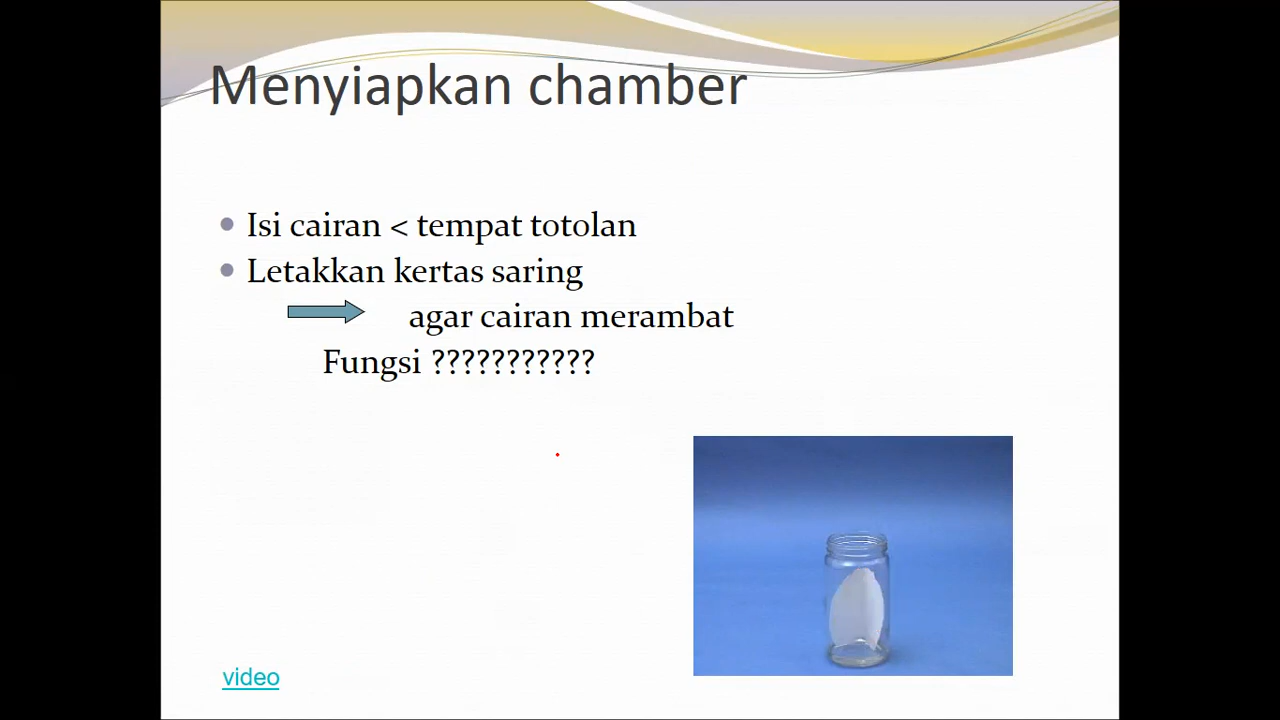 Menyiapkan chamber
Isi cairan < tempat totolan
Letakkan kertas saring
agar cairan merambat
Fungsi ???????????
video